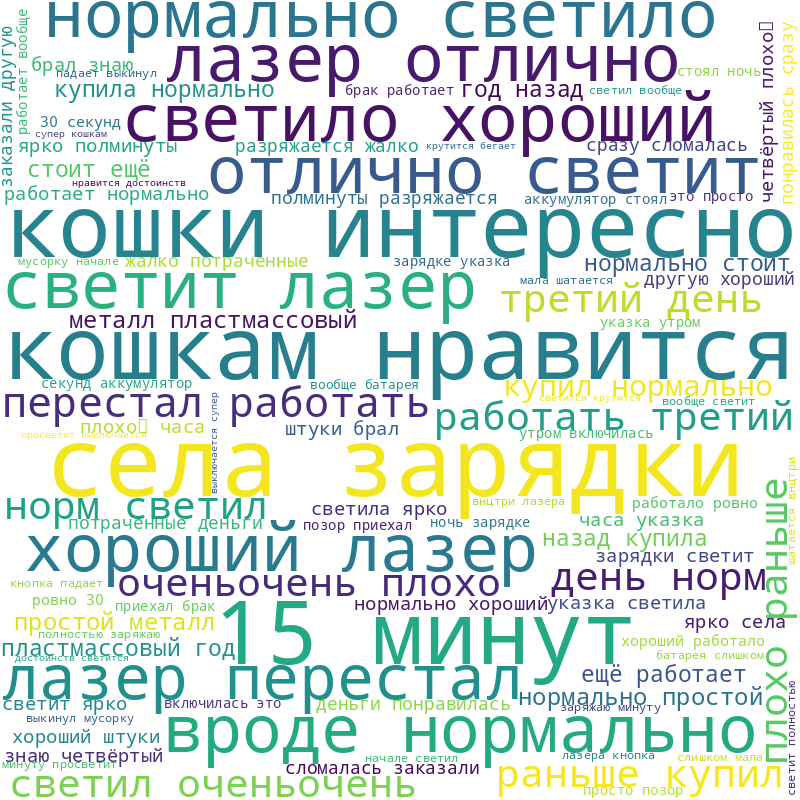 нормально светило
лазер отлично
заказали другую
работает вообще
брал знаю
падает выкинул
стоял ночь
купила нормально
брак работает
год назад
светил вообще
светило хороший
30 секунд
супер кошкам
ярко полминуты
разряжается жалко
крутится бегает
сразу сломалась
четвёртый плохо
понравилась сразу
стоит ещё
отлично светит
нравится достоинств
работает нормально
полминуты разряжается
аккумулятор стоял
это просто
кошки интересно
мусорку начале
жалко потраченные
зарядке указка
нормально стоит
светит лазер
мала шатается
другую хороший
третий день
металл пластмассовый
указка утром
кошкам нравится
секунд аккумулятор
вообще батарея
купил нормально
перестал работать
светится крутится
вообще светит
работать третий
плохо часа
штуки брал
утром включилась
просветит выключается
выключается супер
села зарядки
шатается внцтри
плохо раньше
норм светил
светила ярко
внцтри лазера
работало ровно
потраченные деньги
позор приехал
ночь зарядке
часа указка
хороший лазер
назад купила
зарядки светит
кнопка падает
оченьочень плохо
день норм
ровно 30
приехал брак
15 минут
нормально хороший
указка светила
простой металл
ярко села
полностью заряжаю
пластмассовый год
хороший работало
достоинств светится
батарея слишком
лазер перестал
ещё работает
светит ярко
включилась это
деньги понравилась
нормально простой
заряжаю минуту
светит полностью
выкинул мусорку
вроде нормально
хороший штуки
знаю четвёртый
начале светил
лазера кнопка
слишком мала
минуту просветит
сломалась заказали
раньше купил
светил оченьочень
просто позор